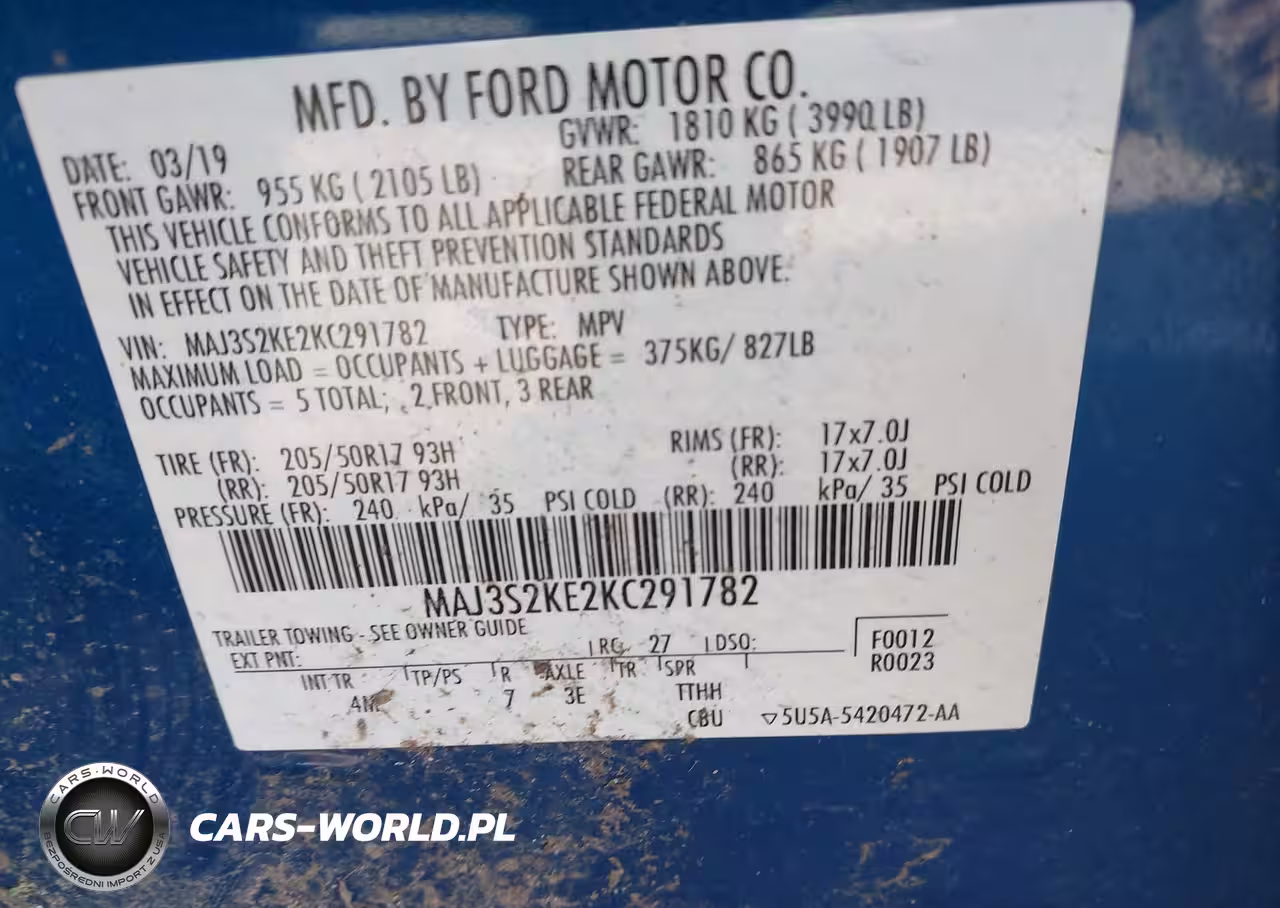 MFD. BY FORD MOTOR CO.
DATE: 03/19 GVWR: 1810 KG ( 3990 LB)
FRONT GAWR: 955 KG ( 2105 LB) REAR GAWR: 865 KG ( 1907 LB)
THIS VEHICLE CONFORMS TO ALL APPLICABLE FEDERAL MOTOR
VEHICLE SAFETY AND THEFT PREVENTION STANDARDS
IN EFFECT ON THE DATE OF MANUFACTURE SHOWN ABOVE.
VIN: MAJ3S2KE2KC291782 TYPE: MPV
MAXIMUM LOAD = OCCUPANTS + LUGGAGE = 375KG/ 827LB
OCCUPANTS = 5 TOTAL; 2 FRONT, 3 REAR
TIRE (FR): 205/50R17 93H RIMS (FR): 17x7.0J
(RR): 205/50R17 93H (RR): 17x7.0J
PRESSURE (FR): 240 kPa/ 35 PSI COLD (RR): 240 kPa/ 35 PSI COLD
MAJ3S2KE2KC291782
TRAILER TOWING - SEE OWNER GUIDE
EXT PNT: RC 27 DSO: F0012
R0023
INT TR TP/PS R AXLE TR SPR
7 3E TTHH
CBU ▽5U5A-5420472-AA
CARS-WORLD
CW
BEZPOŚREDNI IMPORT Z USA
CARS-WORLD.PL